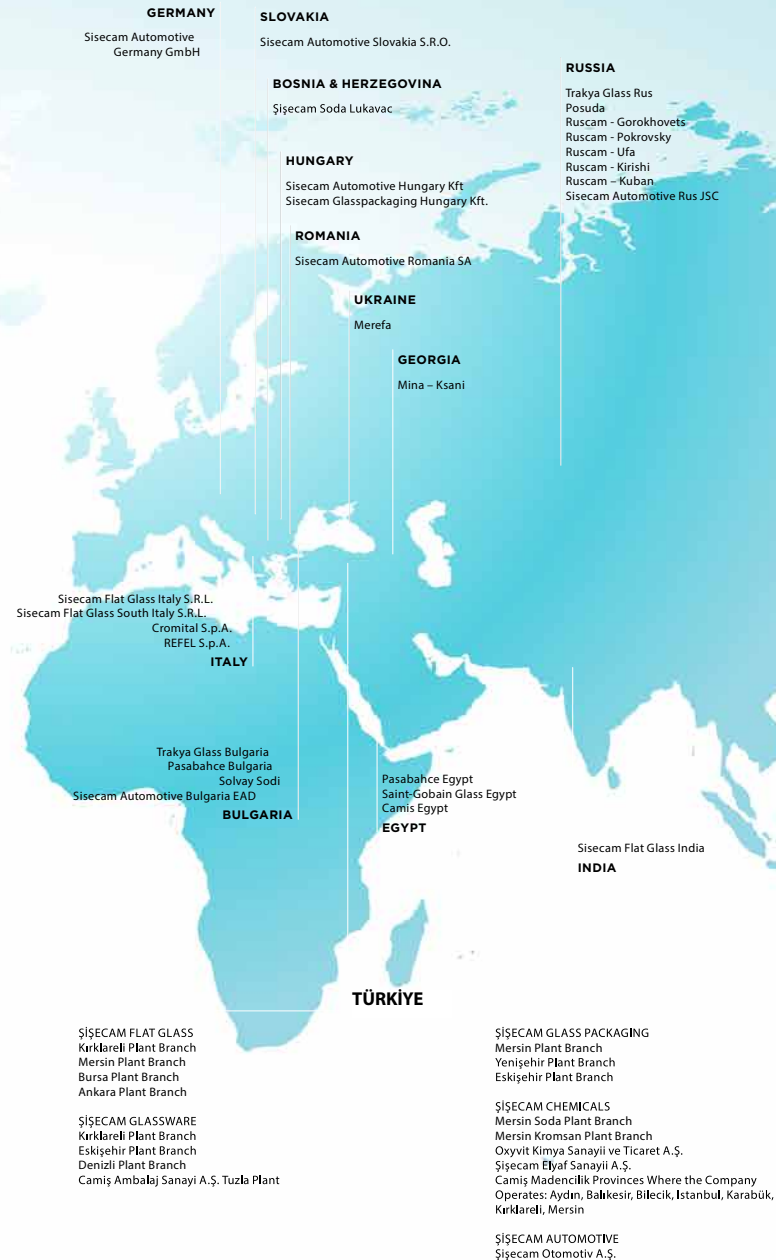 GERMANY
Sisecam Automotive
Germany GmbH
SLOVAKIA
Sisecam Automotive Slovakia S.R.O.
BOSNIA & HERZEGOVINA
Şişecam Soda Lukavac
HUNGARY
Sisecam Automotive Hungary Kft
Sisecam Glasspackaging Hungary Kft.
ROMANIA
Sisecam Automotive Romania SA
UKRAINE
Merefa
GEORGIA
Mina – Ksani
RUSSIA
Trakya Glass Rus
Posuda
Ruscam - Gorokhovets
Ruscam - Pokrovsky
Ruscam - Ufa
Ruscam - Kirishi
Ruscam – Kuban
Sisecam Automotive Rus JSC
Sisecam Flat Glass Italy S.R.L.
Sisecam Flat Glass South Italy S.R.L.
Cromital S.p.A.
REFEL S.p.A.
ITALY
Trakya Glass Bulgaria
Pasabahce Bulgaria
Solvay Sodi
Sisecam Automotive Bulgaria EAD
BULGARIA
Pasabahce Egypt
Saint-Gobain Glass Egypt
Camis Egypt
EGYPT
Sisecam Flat Glass India
INDIA
TÜRKİYE
ŞİŞECAM FLAT GLASS
Kırklareli Plant Branch
Mersin Plant Branch
Bursa Plant Branch
Ankara Plant Branch
ŞİŞECAM GLASSWARE
Kırklareli Plant Branch
Eskişehir Plant Branch
Denizli Plant Branch
Camiş Ambalaj Sanayi A.Ş. Tuzla Plant
ŞİŞECAM GLASS PACKAGING
Mersin Plant Branch
Yenişehir Plant Branch
Eskişehir Plant Branch
ŞİŞECAM CHEMICALS
Mersin Soda Plant Branch
Mersin Kromsan Plant Branch
Oxyvit Kimya Sanayii ve Ticaret A.Ş.
Şişecam Elyaf Sanayii A.Ş.
Camiş Madencilik Provinces Where the Company
Operates: Aydın, Balıkesir, Bilecik, İstanbul, Karabük,
Kırklareli, Mersin
ŞİŞECAM AUTOMOTIVE
Şişecam Otomotiv A.Ş.